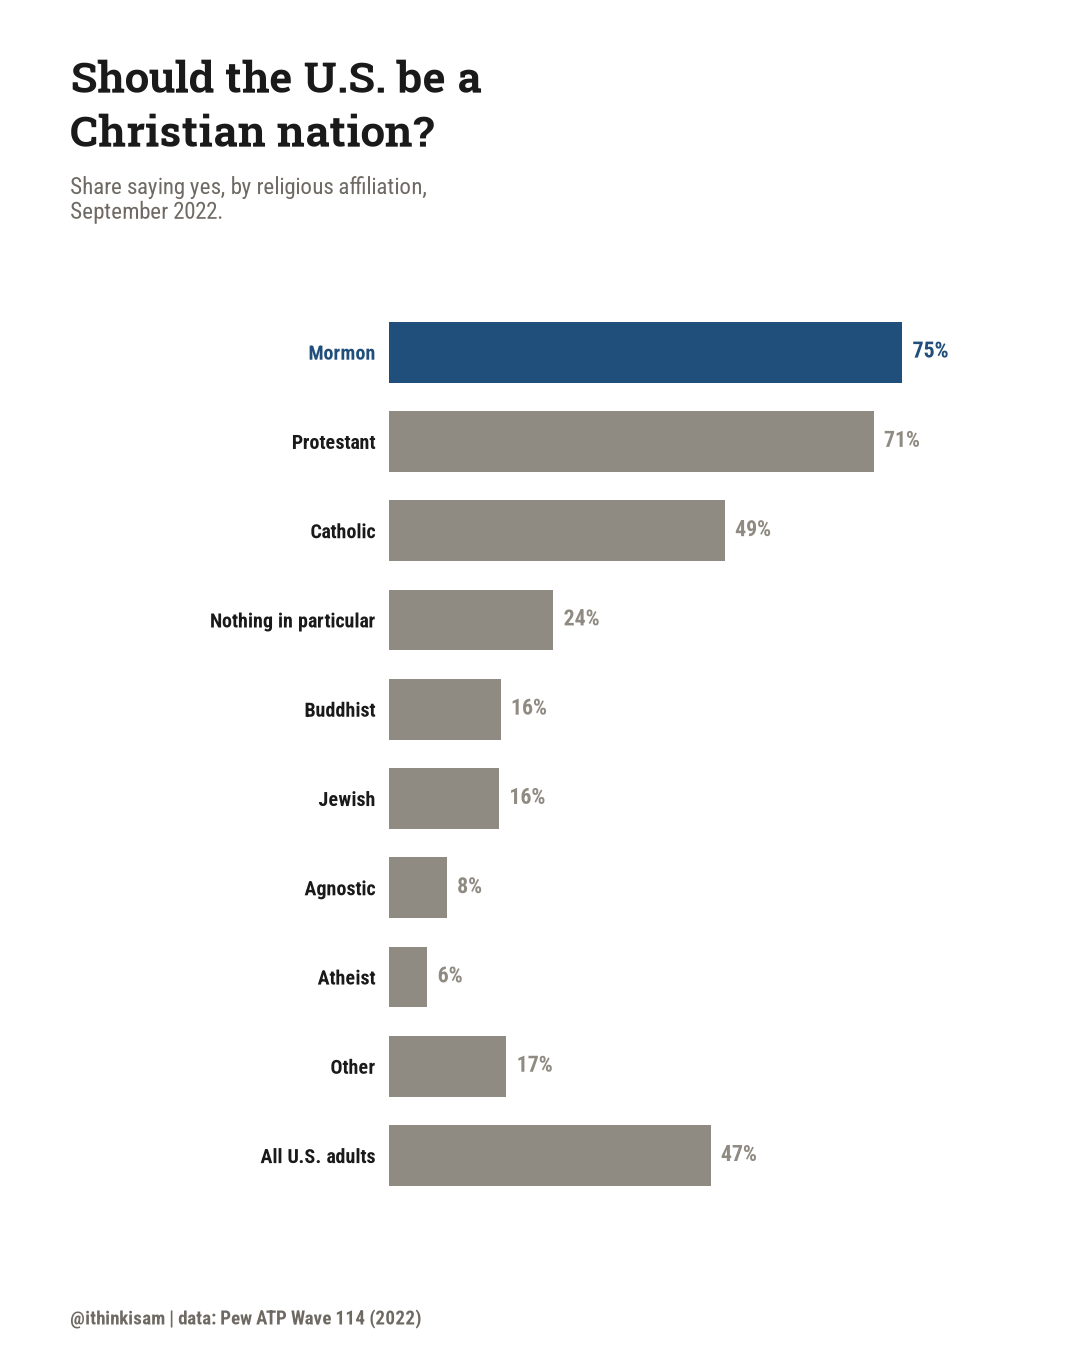 Should the U.S. be a
Christian nation?
Share saying yes, by religious affiliation,
September 2022.
Mormon 75%
Protestant 71%
Catholic 49%
Nothing in particular 24%
Buddhist 16%
Jewish 16%
Agnostic 8%
Atheist 6%
Other 17%
All U.S. adults 47%
@ithinkisam | data: Pew ATP Wave 114 (2022)